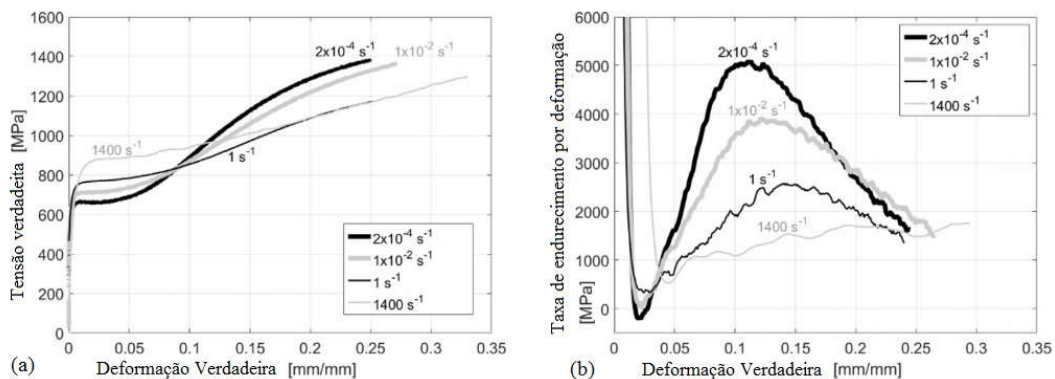 1600
1400
1200
1000
800
600
400
200
0
0
0.05
0.1
0.15
0.2
0.25
0.3
0.35
Tensão verdadeita [MPa]
2x10-4 s-1
1x10-2 s-1
1400 s-1
1 s-1
2x10-4 s-1
1x10-2 s-1
1 s-1
1400 s-1
(a)
Deformação Verdadeira [mm/mm]
6000
5000
4000
3000
2000
1000
0
0
0.05
0.1
0.15
0.2
0.25
0.3
0.35
Taxa de endurecimento por deformação
[MPa]
2x10-4 s-1
1x10-2 s-1
1 s-1
1400 s-1
2x10-4 s-1
1x10-2 s-1
1 s-1
1400 s-1
(b)
Deformação Verdadeira [mm/mm]